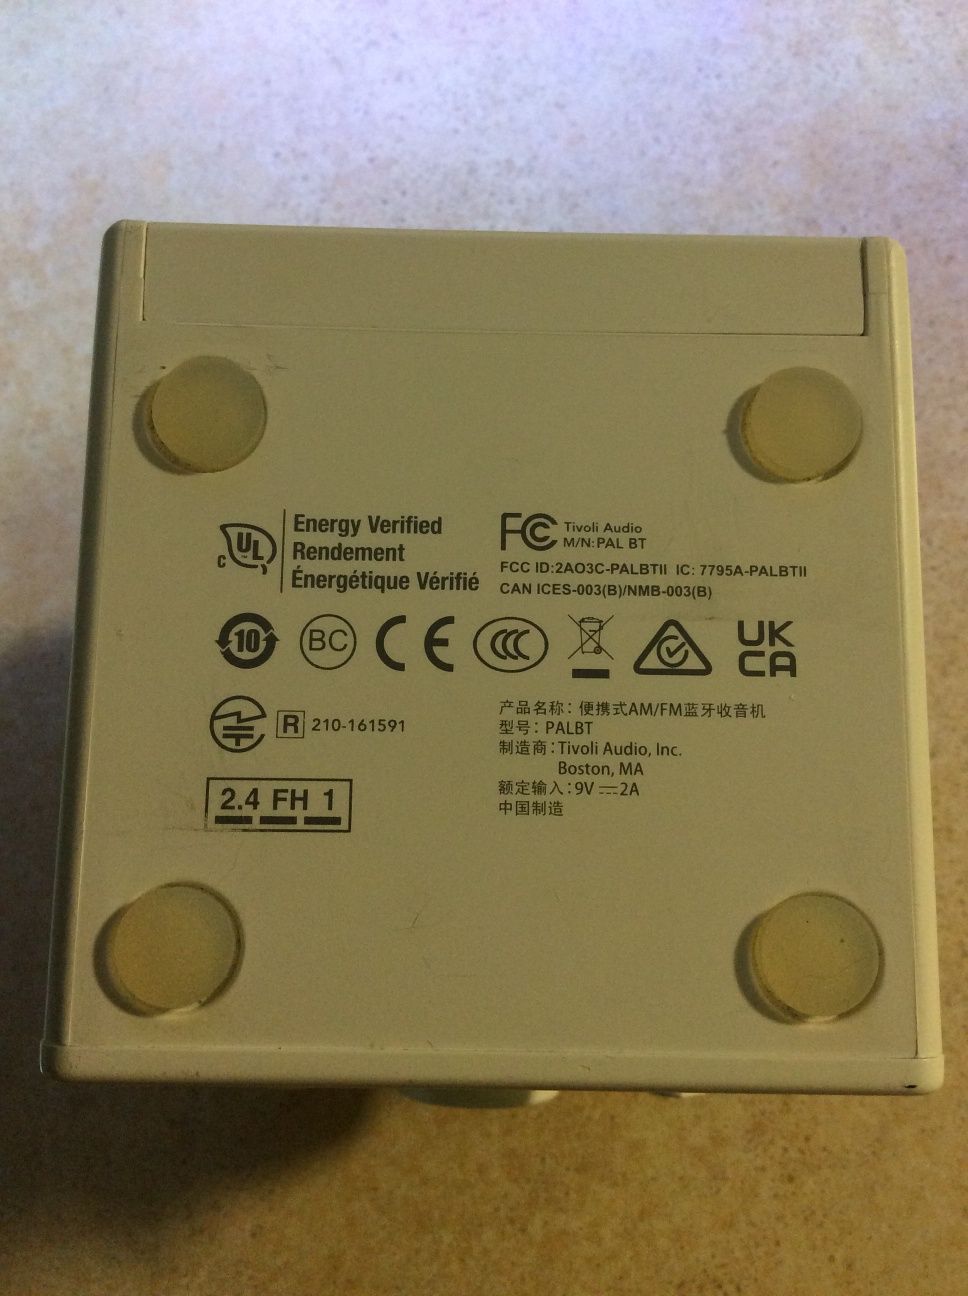 C UL Energy Verified
Rendement
Énergétique Vérifié
FC Tivoli Audio
M/N: PAL BT
FCC ID:2AO3C-PALBTII IC: 7795A-PALBTII
CAN ICES-003(B)/NMB-003(B)
10 BC CE CCC UK
CA
R 210-161591
2.4 FH 1
产品名称：便携式AM/FM蓝牙收音机
型号：PALBT
制造商：Tivoli Audio, Inc.
Boston, MA
额定输入：9V ⎓ 2A
中国制造